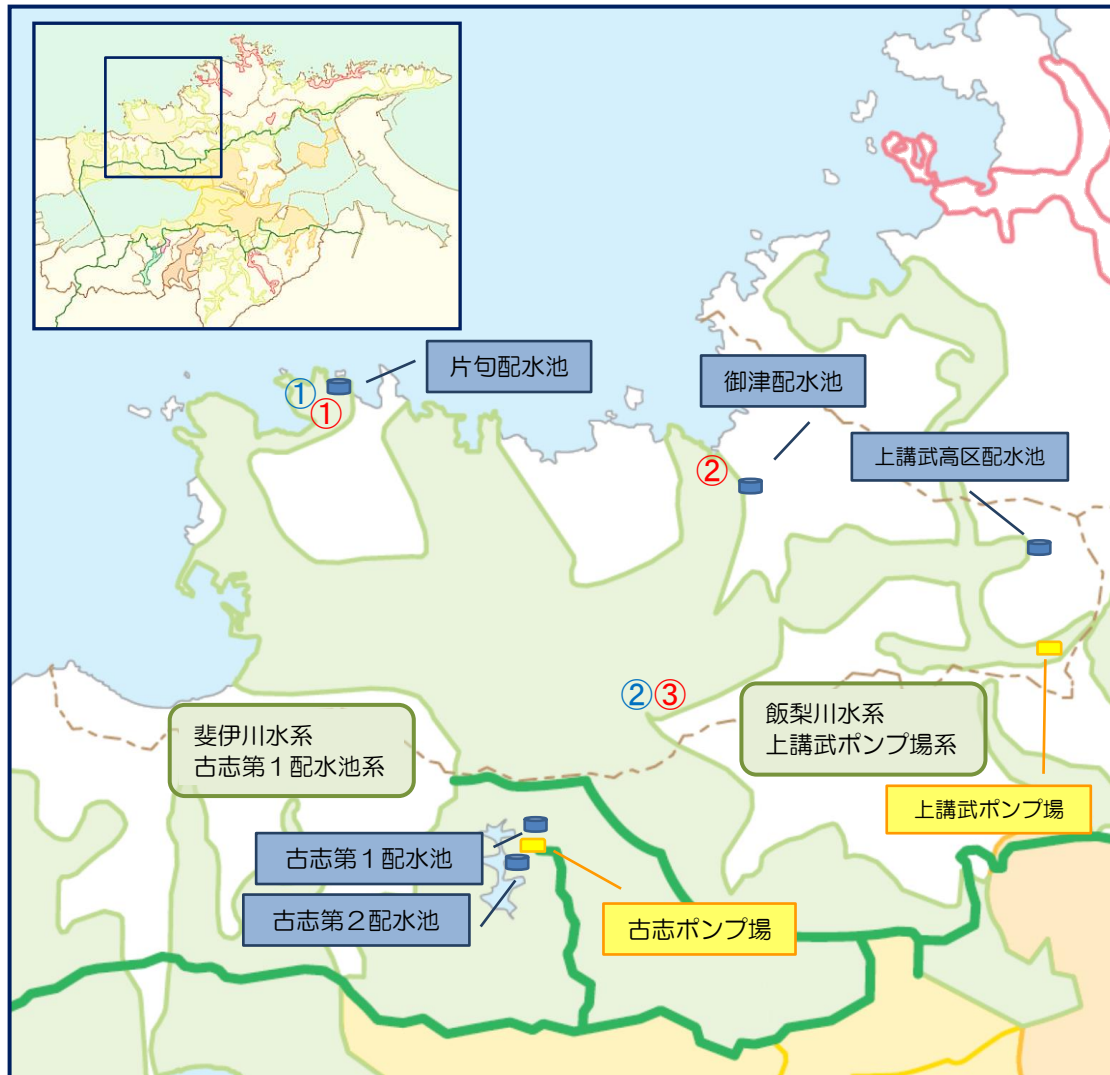 片句配水池
御津配水池
①
①
②
上講武高区配水池
②③
斐伊川水系
古志第１配水池系
飯梨川水系
上講武ポンプ場系
上講武ポンプ場
古志第１配水池
古志第２配水池
古志ポンプ場